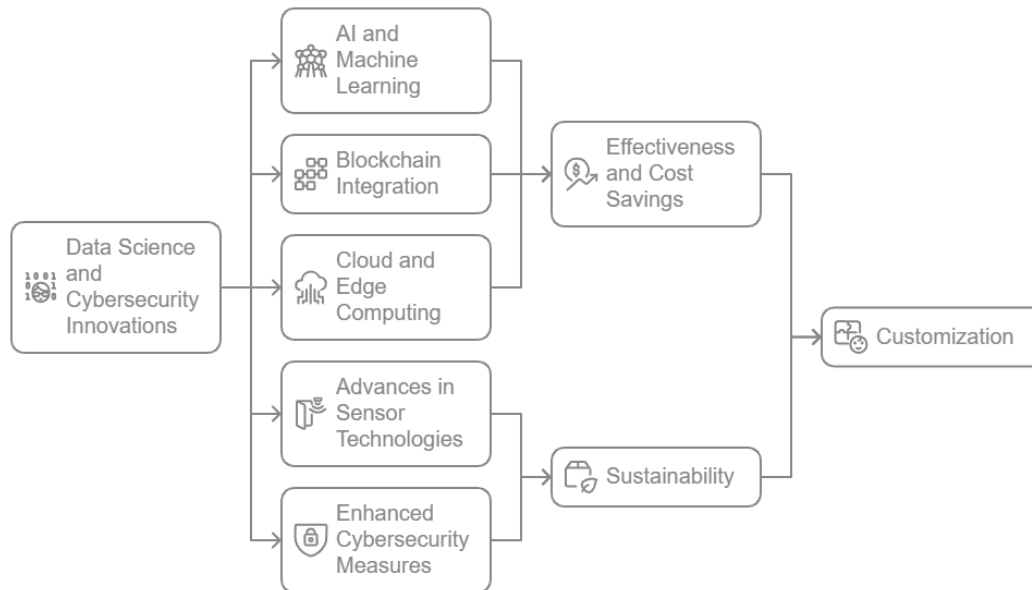 AI and
Machine
Learning
Blockchain
Integration
Effectiveness
and Cost
Savings
1001
Data Science
and
Cybersecurity
Innovations
Cloud and
Edge
Computing
Customization
Advances in
Sensor
Technologies
Sustainability
Enhanced
Cybersecurity
Measures